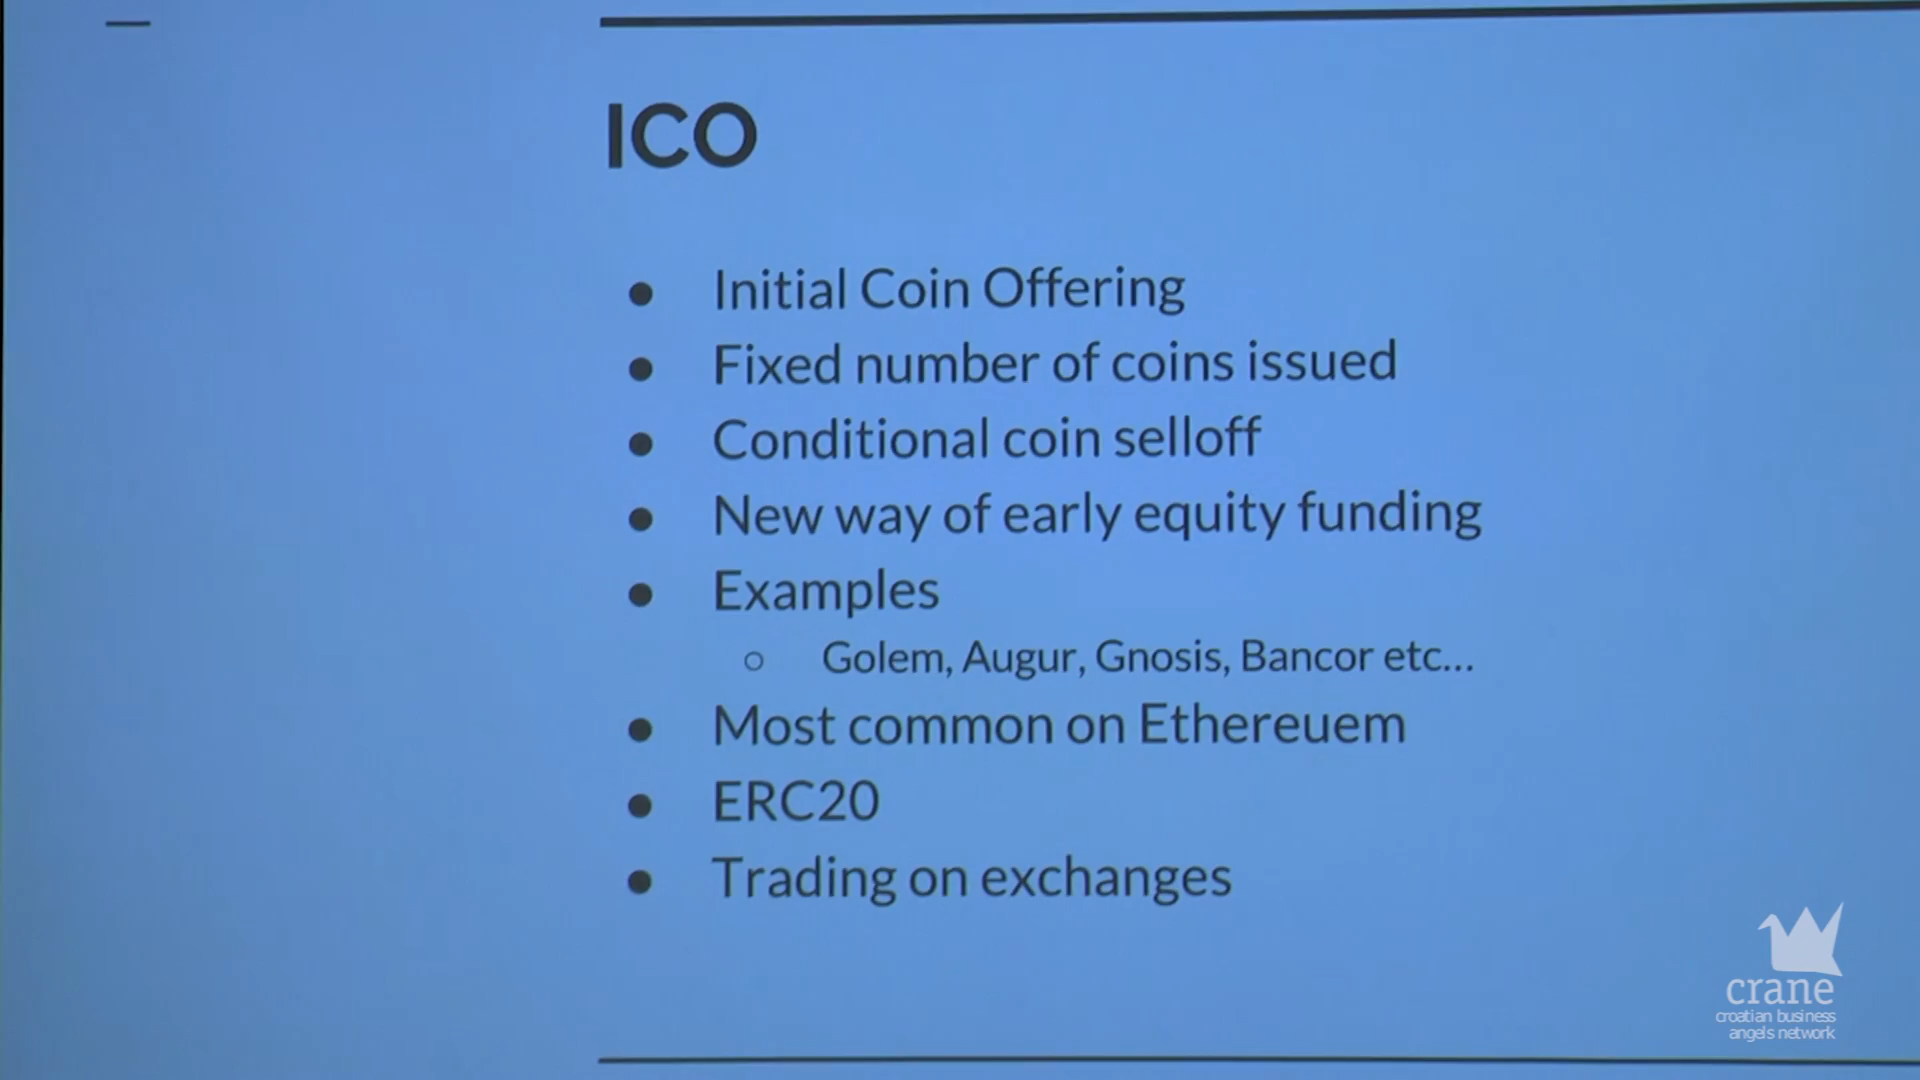 ICO
● Initial Coin Offering
● Fixed number of coins issued
● Conditional coin selloff
● New way of early equity funding
● Examples
○ Golem, Augur, Gnosis, Bancor etc...
● Most common on Ethereuem
● ERC20
● Trading on exchanges
crane
croatian business
angels network